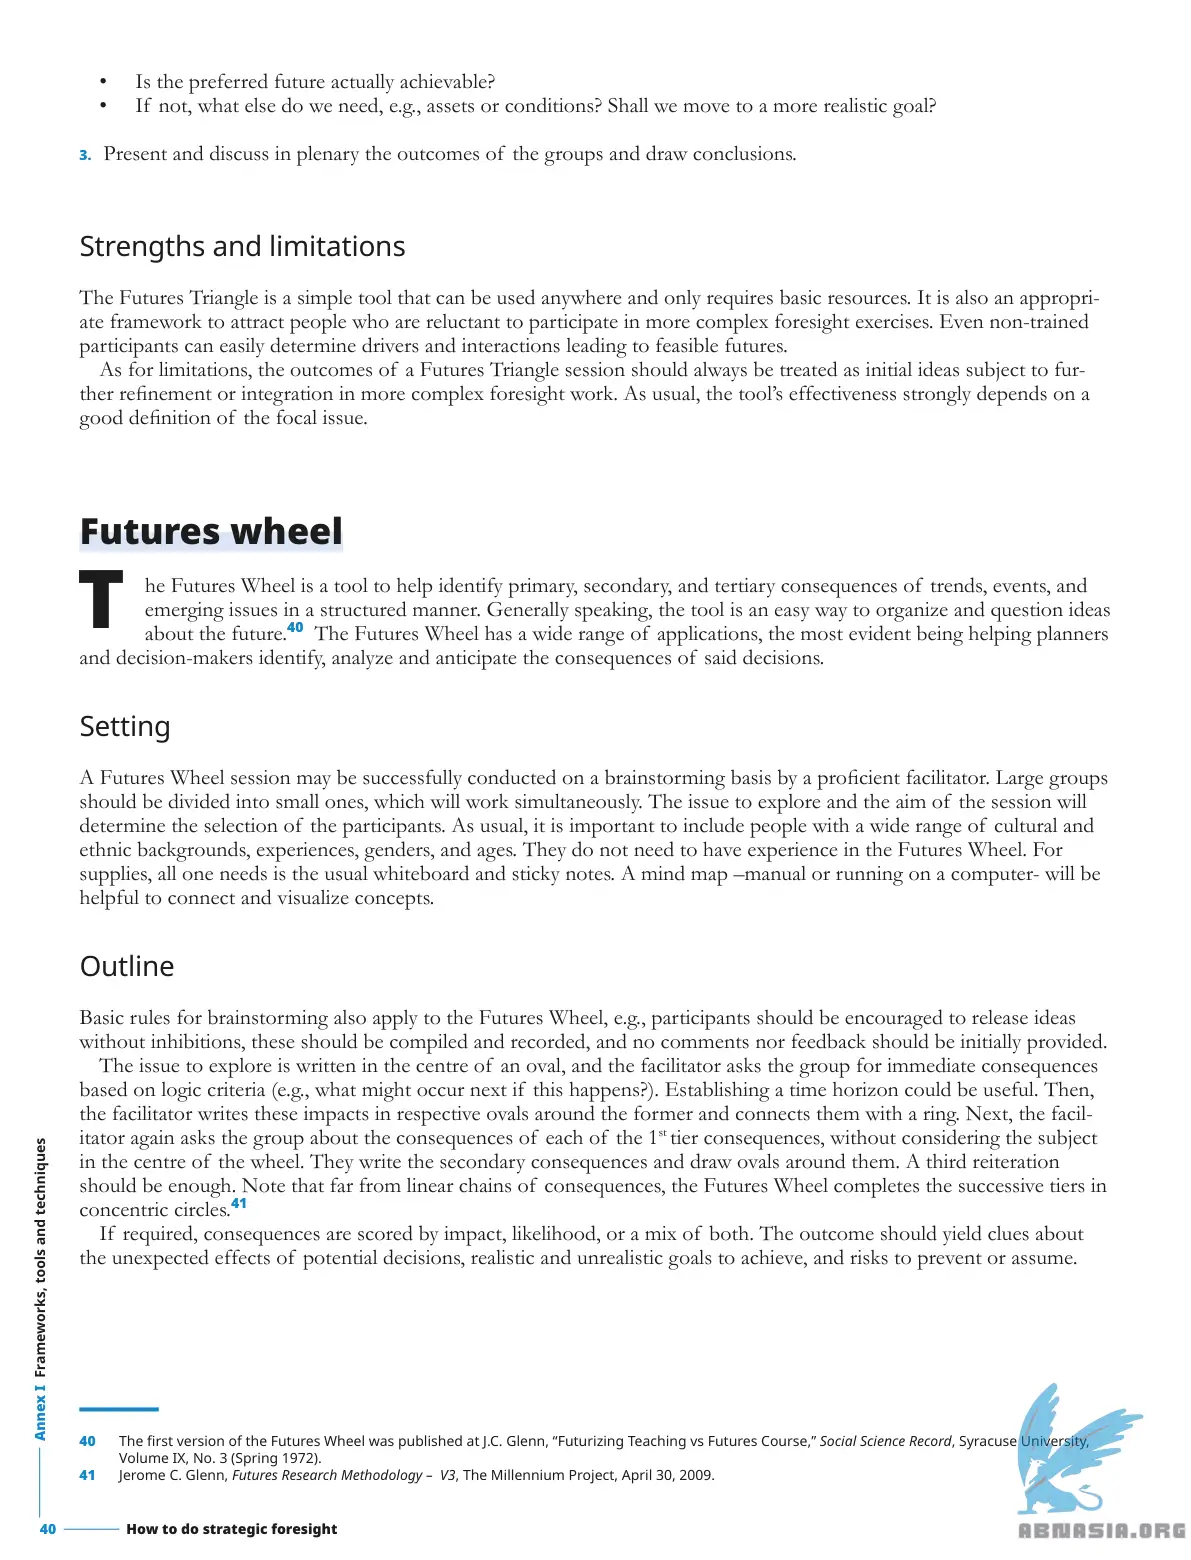 • Is the preferred future actually achievable?
• If not, what else do we need, e.g., assets or conditions? Shall we move to a more realistic goal?
3. Present and discuss in plenary the outcomes of the groups and draw conclusions.
Strengths and limitations
The Futures Triangle is a simple tool that can be used anywhere and only requires basic resources. It is also an appropri-
ate framework to attract people who are reluctant to participate in more complex foresight exercises. Even non-trained
participants can easily determine drivers and interactions leading to feasible futures.
As for limitations, the outcomes of a Futures Triangle session should always be treated as initial ideas subject to fur-
ther refinement or integration in more complex foresight work. As usual, the tool’s effectiveness strongly depends on a
good definition of the focal issue.
Futures wheel
The Futures Wheel is a tool to help identify primary, secondary, and tertiary consequences of trends, events, and
emerging issues in a structured manner. Generally speaking, the tool is an easy way to organize and question ideas
about the future.40 The Futures Wheel has a wide range of applications, the most evident being helping planners
and decision-makers identify, analyze and anticipate the consequences of said decisions.
Setting
A Futures Wheel session may be successfully conducted on a brainstorming basis by a proficient facilitator. Large groups
should be divided into small ones, which will work simultaneously. The issue to explore and the aim of the session will
determine the selection of the participants. As usual, it is important to include people with a wide range of cultural and
ethnic backgrounds, experiences, genders, and ages. They do not need to have experience in the Futures Wheel. For
supplies, all one needs is the usual whiteboard and sticky notes. A mind map –manual or running on a computer- will be
helpful to connect and visualize concepts.
Outline
Basic rules for brainstorming also apply to the Futures Wheel, e.g., participants should be encouraged to release ideas
without inhibitions, these should be compiled and recorded, and no comments nor feedback should be initially provided.
The issue to explore is written in the centre of an oval, and the facilitator asks the group for immediate consequences
based on logic criteria (e.g., what might occur next if this happens?). Establishing a time horizon could be useful. Then,
the facilitator writes these impacts in respective ovals around the former and connects them with a ring. Next, the facil-
itator again asks the group about the consequences of each of the 1st tier consequences, without considering the subject
in the centre of the wheel. They write the secondary consequences and draw ovals around them. A third reiteration
should be enough. Note that far from linear chains of consequences, the Futures Wheel completes the successive tiers in
concentric circles.41
If required, consequences are scored by impact, likelihood, or a mix of both. The outcome should yield clues about
the unexpected effects of potential decisions, realistic and unrealistic goals to achieve, and risks to prevent or assume.
40 The first version of the Futures Wheel was published at J.C. Glenn, “Futurizing Teaching vs Futures Course,” Social Science Record, Syracuse University,
Volume IX, No. 3 (Spring 1972).
41 Jerome C. Glenn, Futures Research Methodology – V3, The Millennium Project, April 30, 2009.
Annex I Frameworks, tools and techniques
40 How to do strategic foresight
ABNASIA.ORG